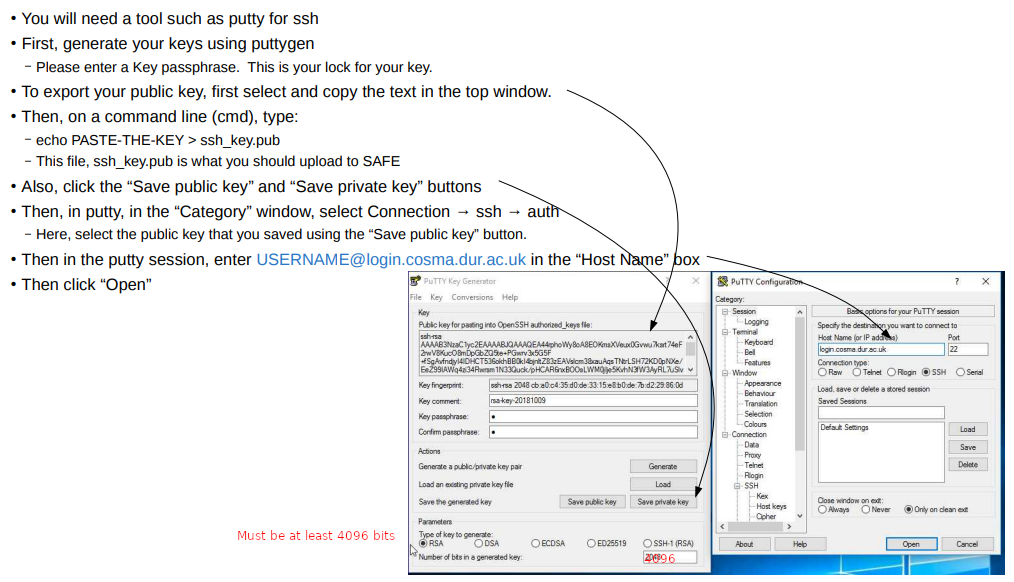 • You will need a tool such as putty for ssh
• First, generate your keys using puttygen
– Please enter a Key passphrase. This is your lock for your key.
• To export your public key, first select and copy the text in the top window.
• Then, on a command line (cmd), type:
– echo PASTE-THE-KEY > ssh_key.pub
– This file, ssh_key.pub is what you should upload to SAFE
• Also, click the “Save public key” and “Save private key” buttons
• Then, in putty, in the “Category” window, select Connection → ssh → auth
– Here, select the public key that you saved using the “Save public key” button.
• Then in the putty session, enter USERNAME@login.cosma.dur.ac.uk in the “Host Name” box
• Then click “Open”
PuTTY Key Generator
File Key Conversions Help
Key
Public key for pasting into OpenSSH authorized_keys file:
ssh-rsa
Key fingerprint: ssh-rsa 2048 cb:a0:c4:35:d0:de:33:15:e8:b0:de:7b:d2:29:86:0d
Key comment: rsa-key-20181009
Key passphrase: •
Confirm passphrase: •
Actions
Generate a public/private key pair Generate
Load an existing private key file Load
Save the generated key Save public key Save private key
Parameters
Type of key to generate:
RSA DSA ECDSA ED25519 SSH-1 (RSA)
Number of bits in a generated key: 4096
Must be at least 4096 bits
PuTTY Configuration
? ×
Category:
Session
Logging
Terminal
Keyboard
Bell
Features
Window
Appearance
Behaviour
Translation
Selection
Colours
Connection
Data
Proxy
Telnet
Rlogin
SSH
Kex
Host keys
Cipher
Basic options for your PuTTY session
Specify the destination you want to connect to
Host Name (or IP address) Port
login.cosma.dur.ac.uk 22
Connection type:
Raw Telnet Rlogin SSH Serial
Load, save or delete a stored session
Saved Sessions
Default Settings
Load
Save
Delete
Close window on exit:
Always Never Only on clean exit
About Help Open Cancel